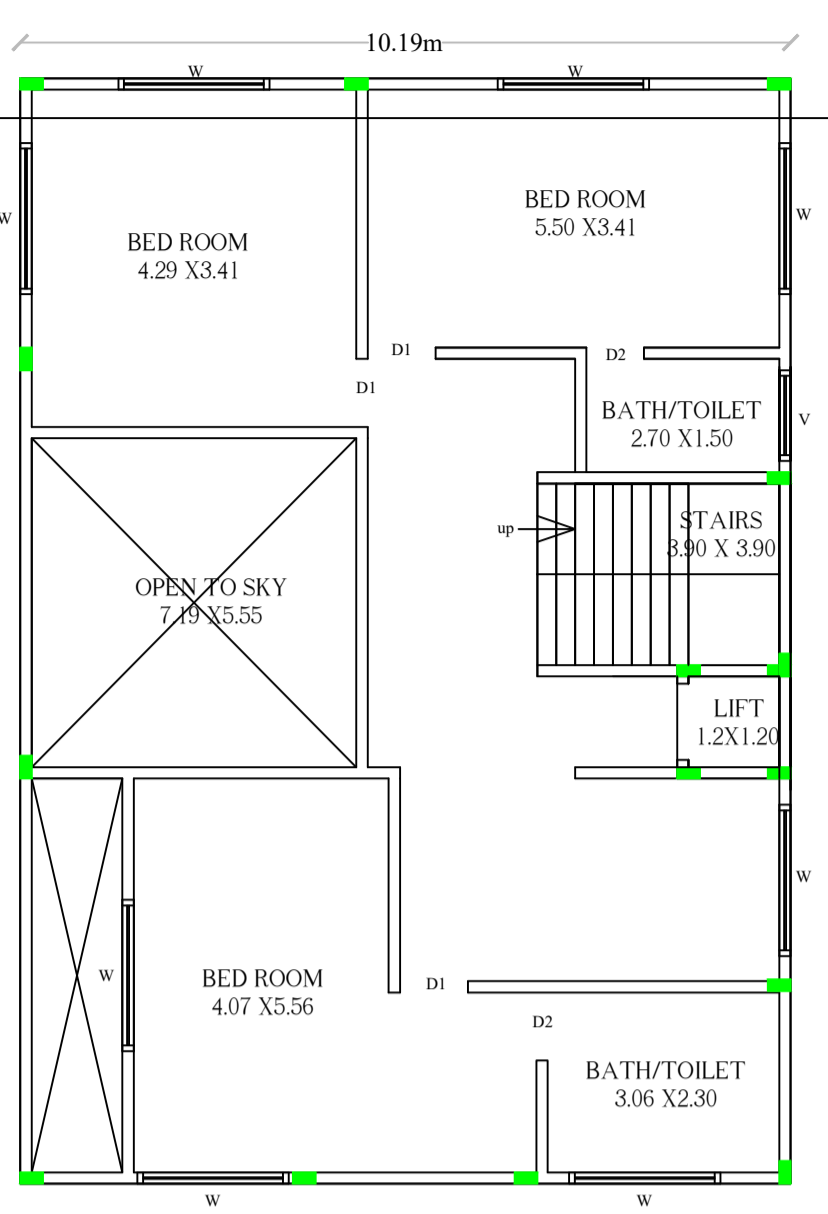 10.19m
W
W
W
W
BED ROOM
5.50 X3.41
BED ROOM
4.29 X3.41
D1
D2
D1
BATH/TOILET
2.70 X1.50
V
up
STAIRS
3.90 X 3.90
OPEN TO SKY
7.19 X5.55
LIFT
1.2X1.20
W
W
BED ROOM
4.07 X5.56
D1
D2
BATH/TOILET
3.06 X2.30
W
W